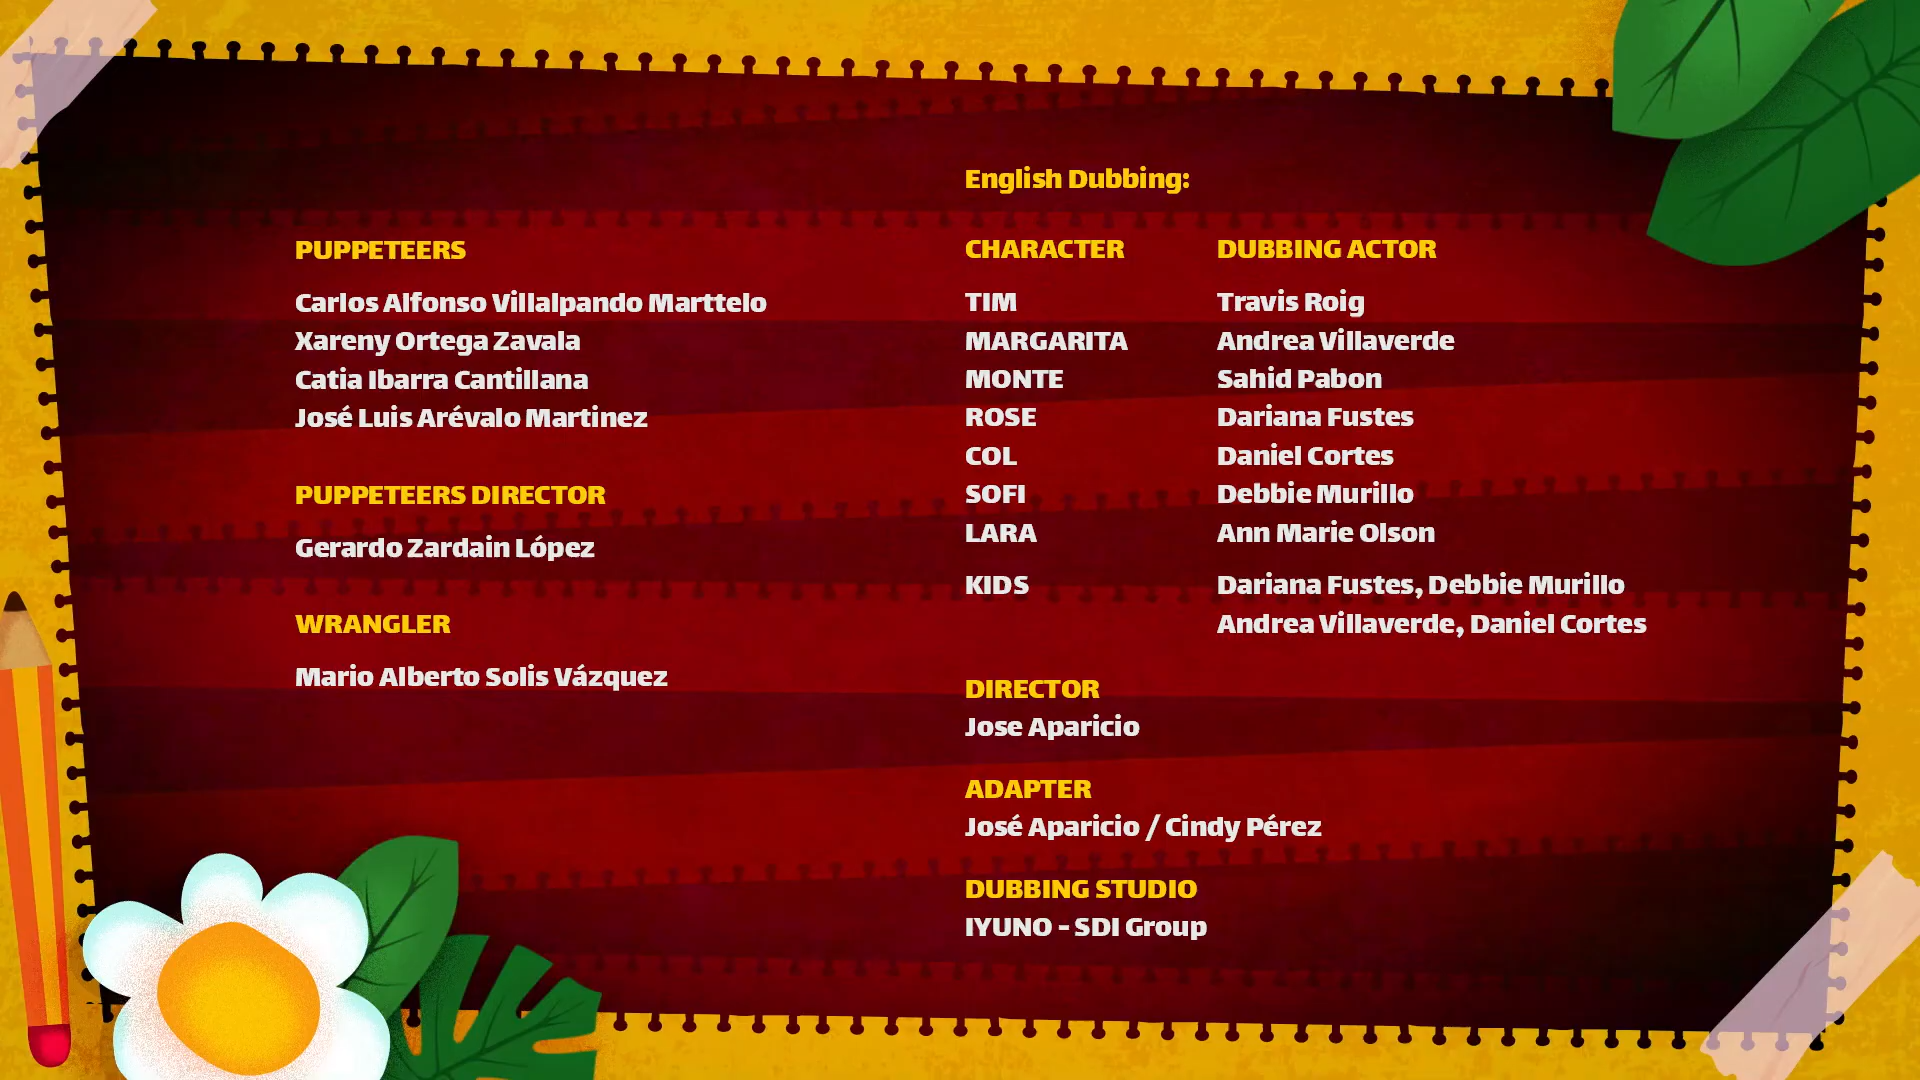 PUPPETEERS
Carlos Alfonso Villalpando Marttelo
Xareny Ortega Zavala
Catia Ibarra Cantillana
José Luis Arévalo Martinez
PUPPETEERS DIRECTOR
Gerardo Zardain López
WRANGLER
Mario Alberto Solis Vázquez
English Dubbing:
CHARACTER DUBBING ACTOR
TIM Travis Roig
MARGARITA Andrea Villaverde
MONTE Sahid Pabon
ROSE Dariana Fustes
COL Daniel Cortes
SOFI Debbie Murillo
LARA Ann Marie Olson
KIDS Dariana Fustes, Debbie Murillo
Andrea Villaverde, Daniel Cortes
DIRECTOR
Jose Aparicio
ADAPTER
José Aparicio / Cindy Pérez
DUBBING STUDIO
IYUNO - SDI Group